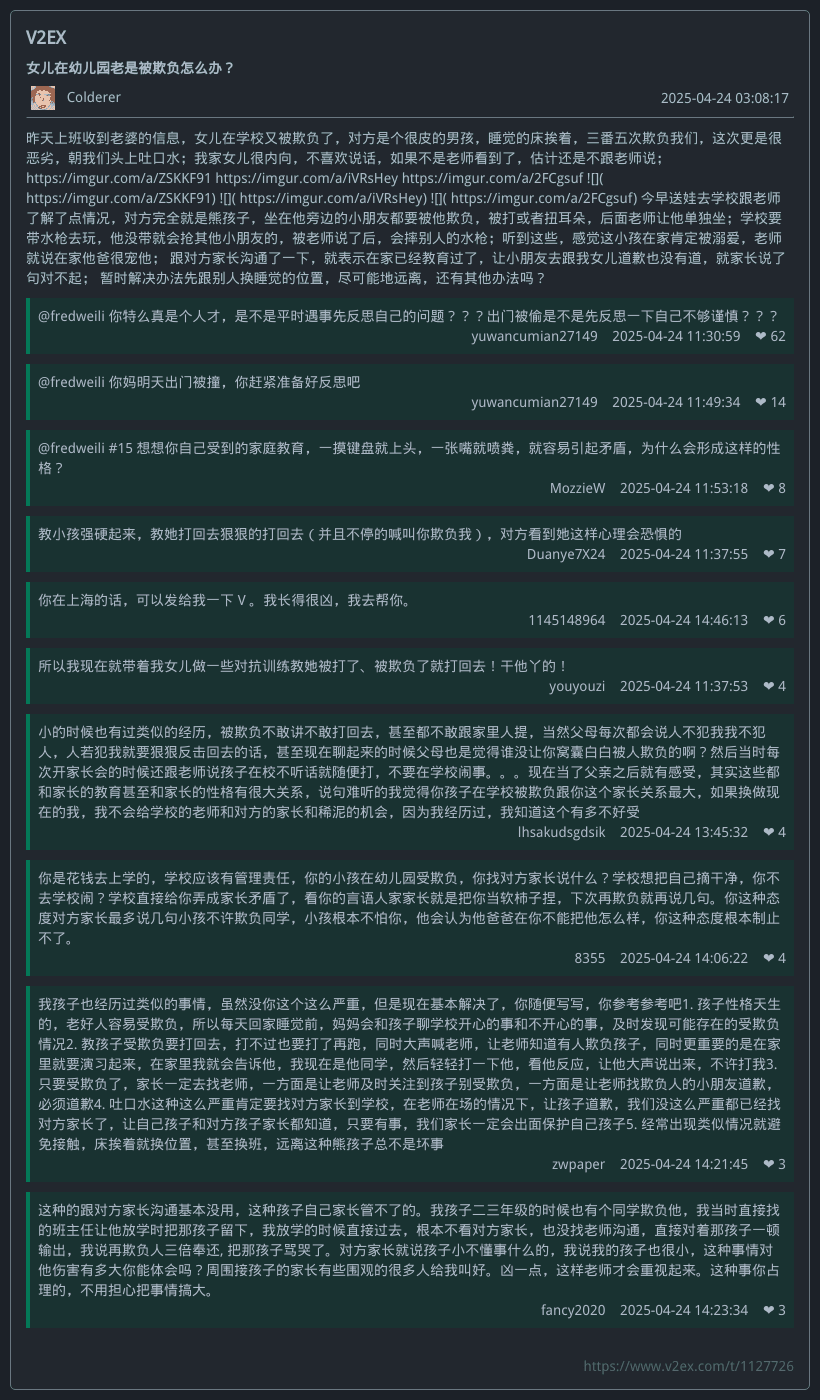 V2EX
女儿在幼儿园老是被欺负怎么办？
Colderer 2025-04-24 03:08:17
昨天上班收到老婆的信息，女儿在学校又被欺负了，对方是个很皮的男孩，睡觉的床挨着，三番五次欺负我们，这次更是很
恶劣，朝我们头上吐口水；我家女儿很内向，不喜欢说话，如果不是老师看到了，估计还是不跟老师说；
https://imgur.com/a/ZSKKF91 https://imgur.com/a/iVRsHey https://imgur.com/a/2FCgsuf ![](
https://imgur.com/a/ZSKKF91) ![]( https://imgur.com/a/iVRsHey) ![]( https://imgur.com/a/2FCgsuf) 今早送娃去学校跟老师
了解了点情况，对方完全就是熊孩子，坐在他旁边的小朋友都要被他欺负，被打或者扭耳朵，后面老师让他单独坐；学校要
带水枪去玩，他没带就会抢其他小朋友的，被老师说了后，会摔别人的水枪；听到这些，感觉这小孩在家肯定被溺爱，老师
就说在家他爸很宠他； 跟对方家长沟通了一下，就表示在家已经教育过了，让小朋友去跟我女儿道歉也没有道，就家长说了
句对不起； 暂时解决办法先跟别人换睡觉的位置，尽可能地远离，还有其他办法吗？
@fredweili 你特么真是个人才，是不是平时遇事先反思自己的问题？？？出门被偷是不是先反思一下自己不够谨慎？？？
yuwancumian27149 2025-04-24 11:30:59 ❤ 62
@fredweili 你妈明天出门被撞，你赶紧准备好反思吧
yuwancumian27149 2025-04-24 11:49:34 ❤ 14
@fredweili #15 想想你自己受到的家庭教育，一摸键盘就上头，一张嘴就喷粪，就容易引起矛盾，为什么会形成这样的性
格？
MozzieW 2025-04-24 11:53:18 ❤ 8
教小孩强硬起来，教她打回去狠狠的打回去（并且不停的喊叫你欺负我），对方看到她这样心理会恐惧的
Duanye7X24 2025-04-24 11:37:55 ❤ 7
你在上海的话，可以发给我一下 V 。我长得很凶，我去帮你。
1145148964 2025-04-24 14:46:13 ❤ 6
所以我现在就带着我女儿做一些对抗训练教她被打了、被欺负了就打回去！干他丫的！
youyouzi 2025-04-24 11:37:53 ❤ 4
小的时候也有过类似的经历，被欺负不敢讲不敢打回去，甚至都不敢跟家里人提，当然父母每次都会说人不犯我我不犯
人，人若犯我就要狠狠反击回去的话，甚至现在聊起来的时候父母也是觉得谁没让你窝囊白白被人欺负的啊？然后当时每
次开家长会的时候还跟老师说孩子在校不听话就随便打，不要在学校闹事。。。现在当了父亲之后就有感受，其实这些都
和家长的教育甚至和家长的性格有很大关系，说句难听的我觉得你孩子在学校被欺负跟你这个家长关系最大，如果换做现
在的我，我不会给学校的老师和对方的家长和稀泥的机会，因为我经历过，我知道这个有多不好受
lhsakudsgdsik 2025-04-24 13:45:32 ❤ 4
你是花钱去上学的，学校应该有管理责任，你的小孩在幼儿园受欺负，你找对方家长说什么？学校想把自己摘干净，你不
去学校闹？学校直接给你弄成家长矛盾了，看你的言语人家家长就是把你当软柿子捏，下次再欺负就再说几句。你这种态
度对方家长最多说几句小孩不许欺负同学，小孩根本不怕你，他会认为他爸爸在你不能把他怎么样，你这种态度根本制止
不了。
8355 2025-04-24 14:06:22 ❤ 4
我孩子也经历过类似的事情，虽然没你这个这么严重，但是现在基本解决了，你随便写写，你参考参考吧1. 孩子性格天生
的，老好人容易受欺负，所以每天回家睡觉前，妈妈会和孩子聊学校开心的事和不开心的事，及时发现可能存在的受欺负
情况2. 教孩子受欺负要打回去，打不过也要打了再跑，同时大声喊老师，让老师知道有人欺负孩子，同时更重要的是在家
里就要演习起来，在家里我就会告诉他，我现在是他同学，然后轻轻打一下他，看他反应，让他大声说出来，不许打我3.
只要受欺负了，家长一定去找老师，一方面是让老师及时关注到孩子别受欺负，一方面是让老师找欺负人的小朋友道歉，
必须道歉4. 吐口水这种这么严重肯定要找对方家长到学校，在老师在场的情况下，让孩子道歉，我们没这么严重都已经找
对方家长了，让自己孩子和对方孩子家长都知道，只要有事，我们家长一定会出面保护自己孩子5. 经常出现类似情况就避
免接触，床挨着就换位置，甚至换班，远离这种熊孩子总不是坏事
zwpaper 2025-04-24 14:21:45 ❤ 3
这种的跟对方家长沟通基本没用，这种孩子自己家长管不了的。我孩子二三年级的时候也有个同学欺负他，我当时直接找
的班主任让他放学时把那孩子留下，我放学的时候直接过去，根本不看对方家长，也没找老师沟通，直接对着那孩子一顿
输出，我说再欺负人三倍奉还, 把那孩子骂哭了。对方家长就说孩子小不懂事什么的，我说我的孩子也很小，这种事情对
他伤害有多大你能体会吗？周围接孩子的家长有些围观的很多人给我叫好。凶一点，这样老师才会重视起来。这种事你占
理的，不用担心把事情搞大。
fancy2020 2025-04-24 14:23:34 ❤ 3
https://www.v2ex.com/t/1127726